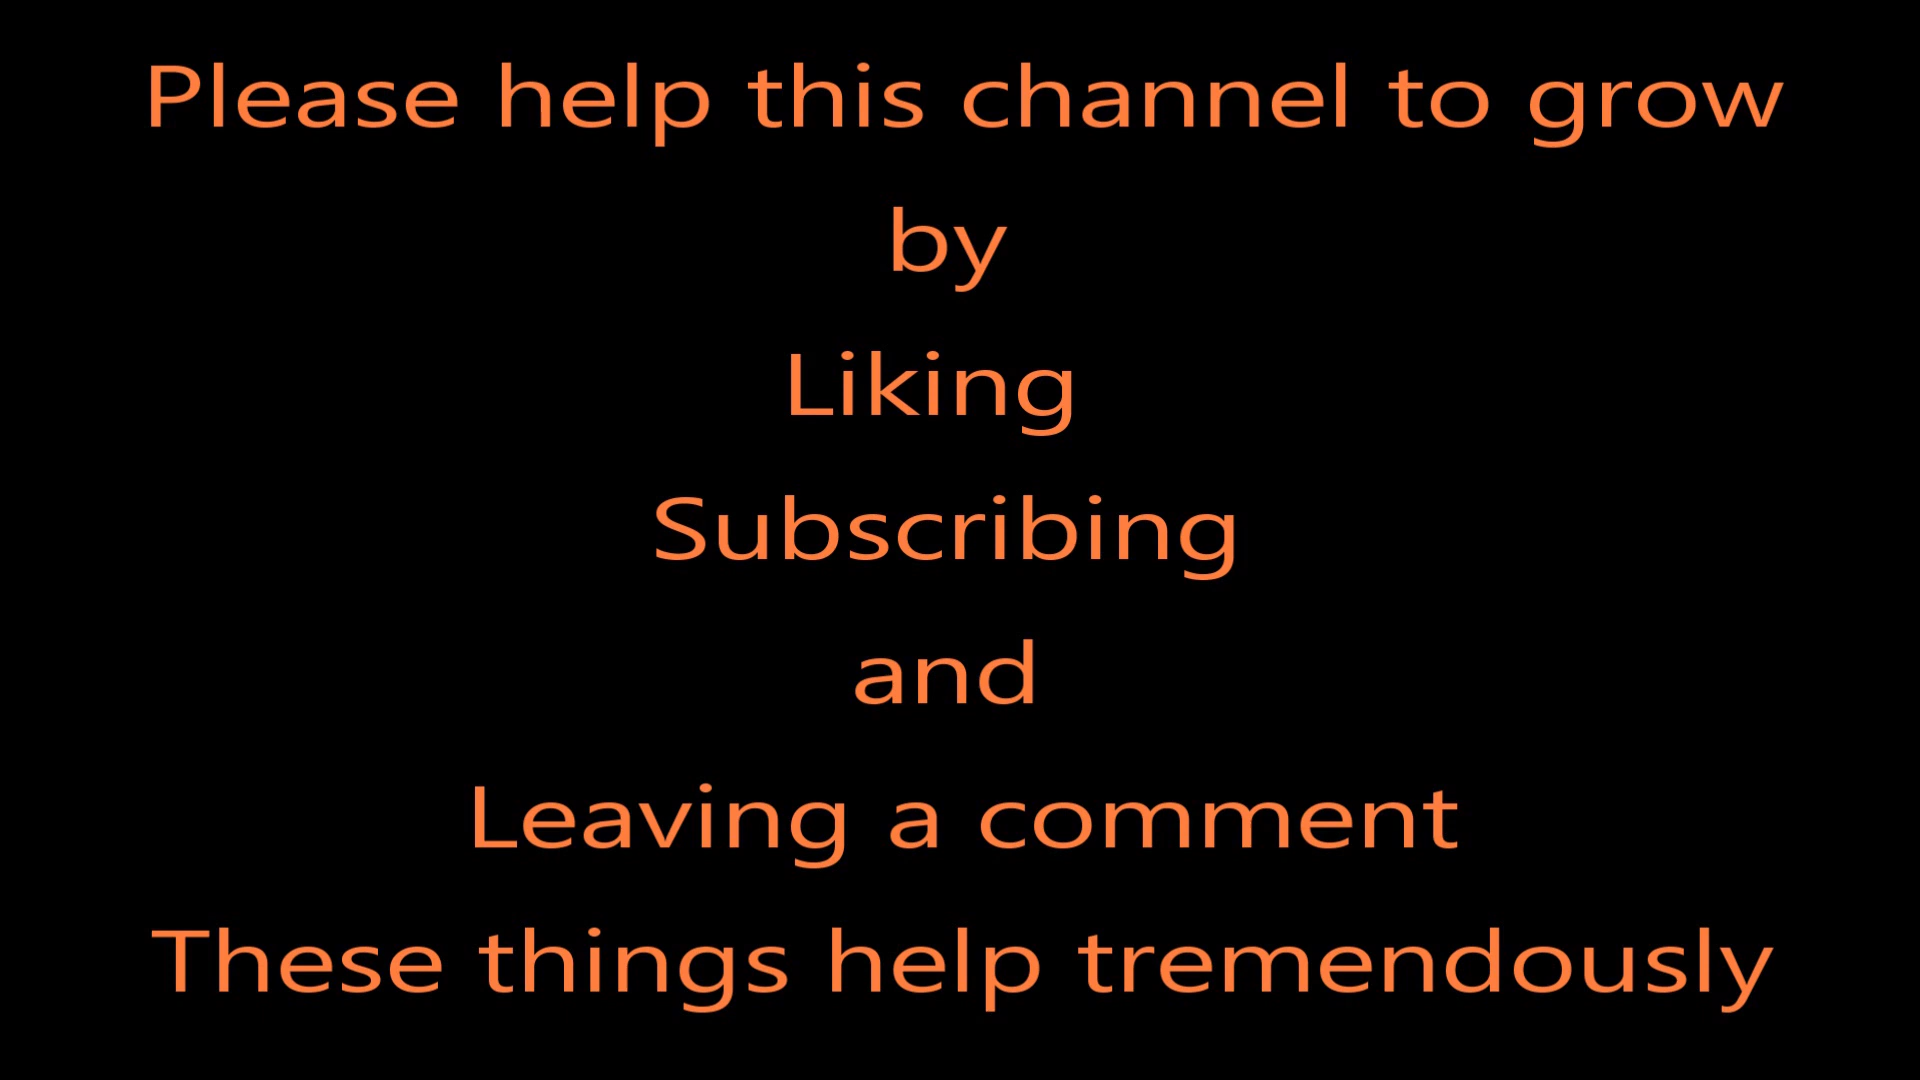 Please help this channel to grow
by
Liking
Subscribing
and
Leaving a comment
These things help tremendously